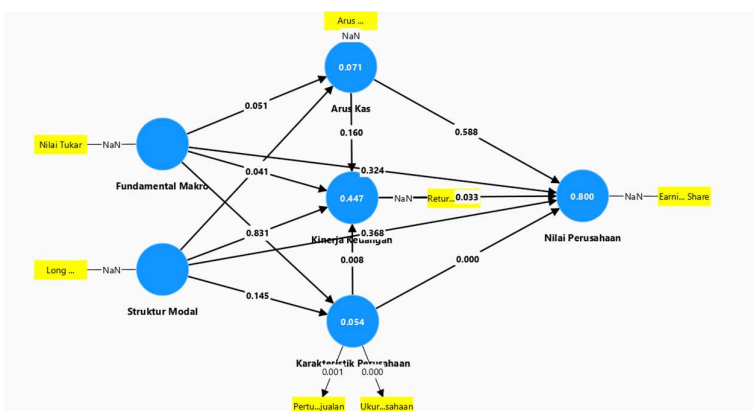 Arus ...
NaN
0.071
Arus Kas
0.051
0.160
0.588
Nilai Tukar
NaN
Fundamental Makro
0.041
0.324
0.447
NaN
Retur...
0.033
0.800
NaN
Earni... Share
Kinerja Keuangan
0.831
0.368
Nilai Perusahaan
Long ...
NaN
0.008
0.000
Struktur Modal
0.145
0.054
Karakteristik Perusahaan
0.001
0.000
Pertu...jualan
Ukur...sahaan